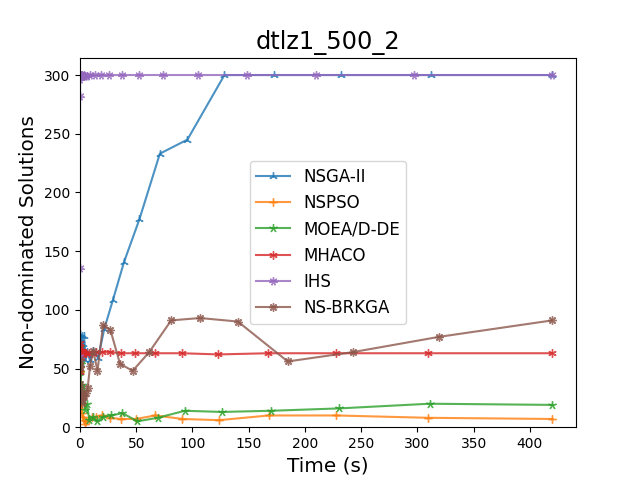 dtlz1_500_2
Non-dominated Solutions
300
250
200
150
100
50
0
NSGA-II
NSPSO
MOEA/D-DE
MHACO
IHS
NS-BRKGA
0 50 100 150 200 250 300 350 400
Time (s)